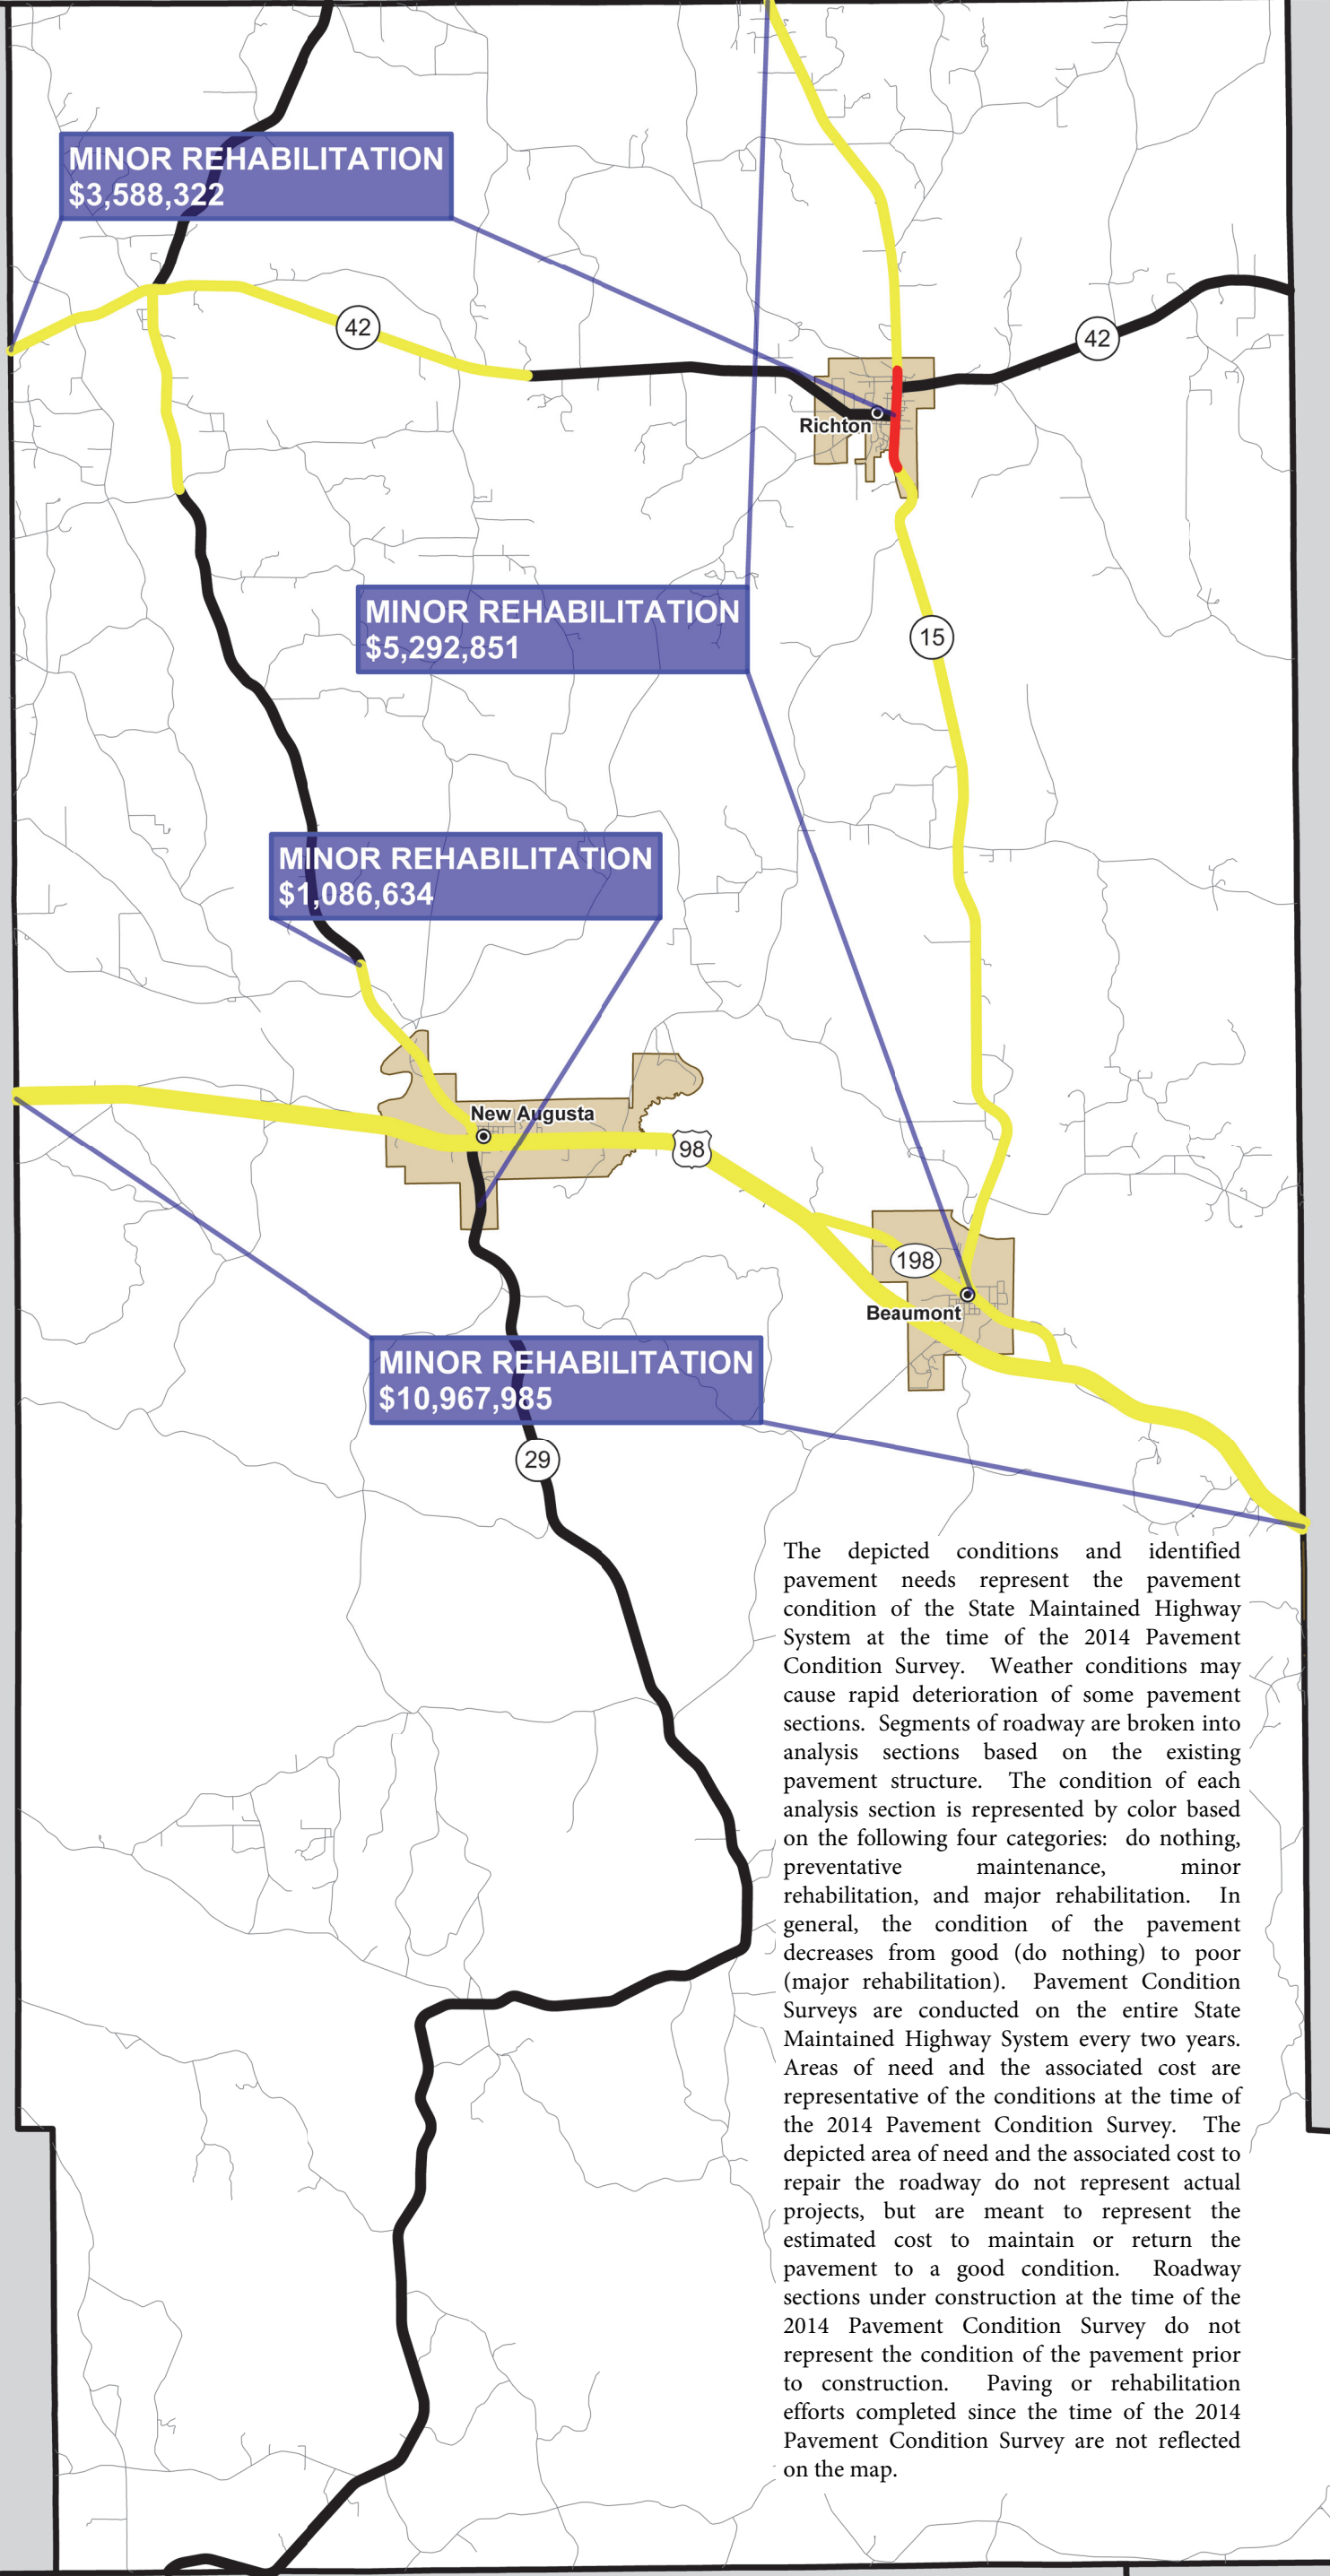 MINOR REHABILITATION
$3,588,322
42
42
Richton
MINOR REHABILITATION
$5,292,851
15
MINOR REHABILITATION
$1,086,634
New Augusta
98
198
Beaumont
MINOR REHABILITATION
$10,967,985
29
The depicted conditions and identified
pavement needs represent the pavement
condition of the State Maintained Highway
System at the time of the 2014 Pavement
Condition Survey. Weather conditions may
cause rapid deterioration of some pavement
sections. Segments of roadway are broken into
analysis sections based on the existing
pavement structure. The condition of each
analysis section is represented by color based
on the following four categories: do nothing,
preventative maintenance, minor
rehabilitation, and major rehabilitation. In
general, the condition of the pavement
decreases from good (do nothing) to poor
(major rehabilitation). Pavement Condition
Surveys are conducted on the entire State
Maintained Highway System every two years.
Areas of need and the associated cost are
representative of the conditions at the time of
the 2014 Pavement Condition Survey. The
depicted area of need and the associated cost to
repair the roadway do not represent actual
projects, but are meant to represent the
estimated cost to maintain or return the
pavement to a good condition. Roadway
sections under construction at the time of the
2014 Pavement Condition Survey do not
represent the condition of the pavement prior
to construction. Paving or rehabilitation
efforts completed since the time of the 2014
Pavement Condition Survey are not reflected
on the map.